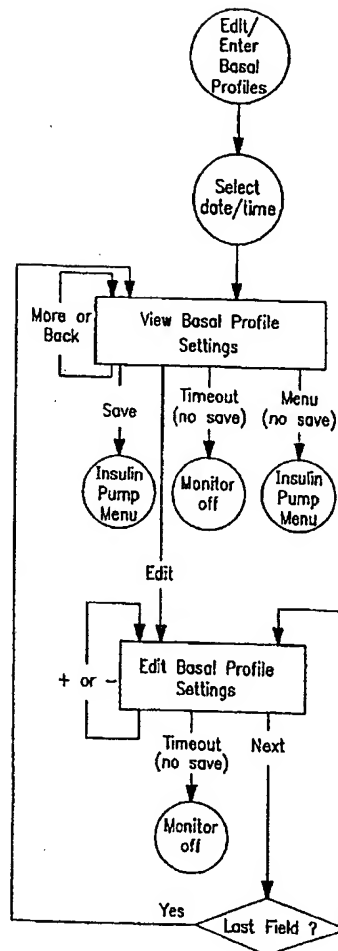 Edit/
Enter
Basal
Profiles
Select
date/time
More or
Back
View Basal Profile
Settings
Save
Timeout
(no save)
Menu
(no save)
Insulin
Pump
Menu
Monitor
off
Insulin
Pump
Menu
Edit
+ or -
Edit Basal Profile
Settings
Timeout
(no save)
Next
Monitor
off
Yes
Last Field ?